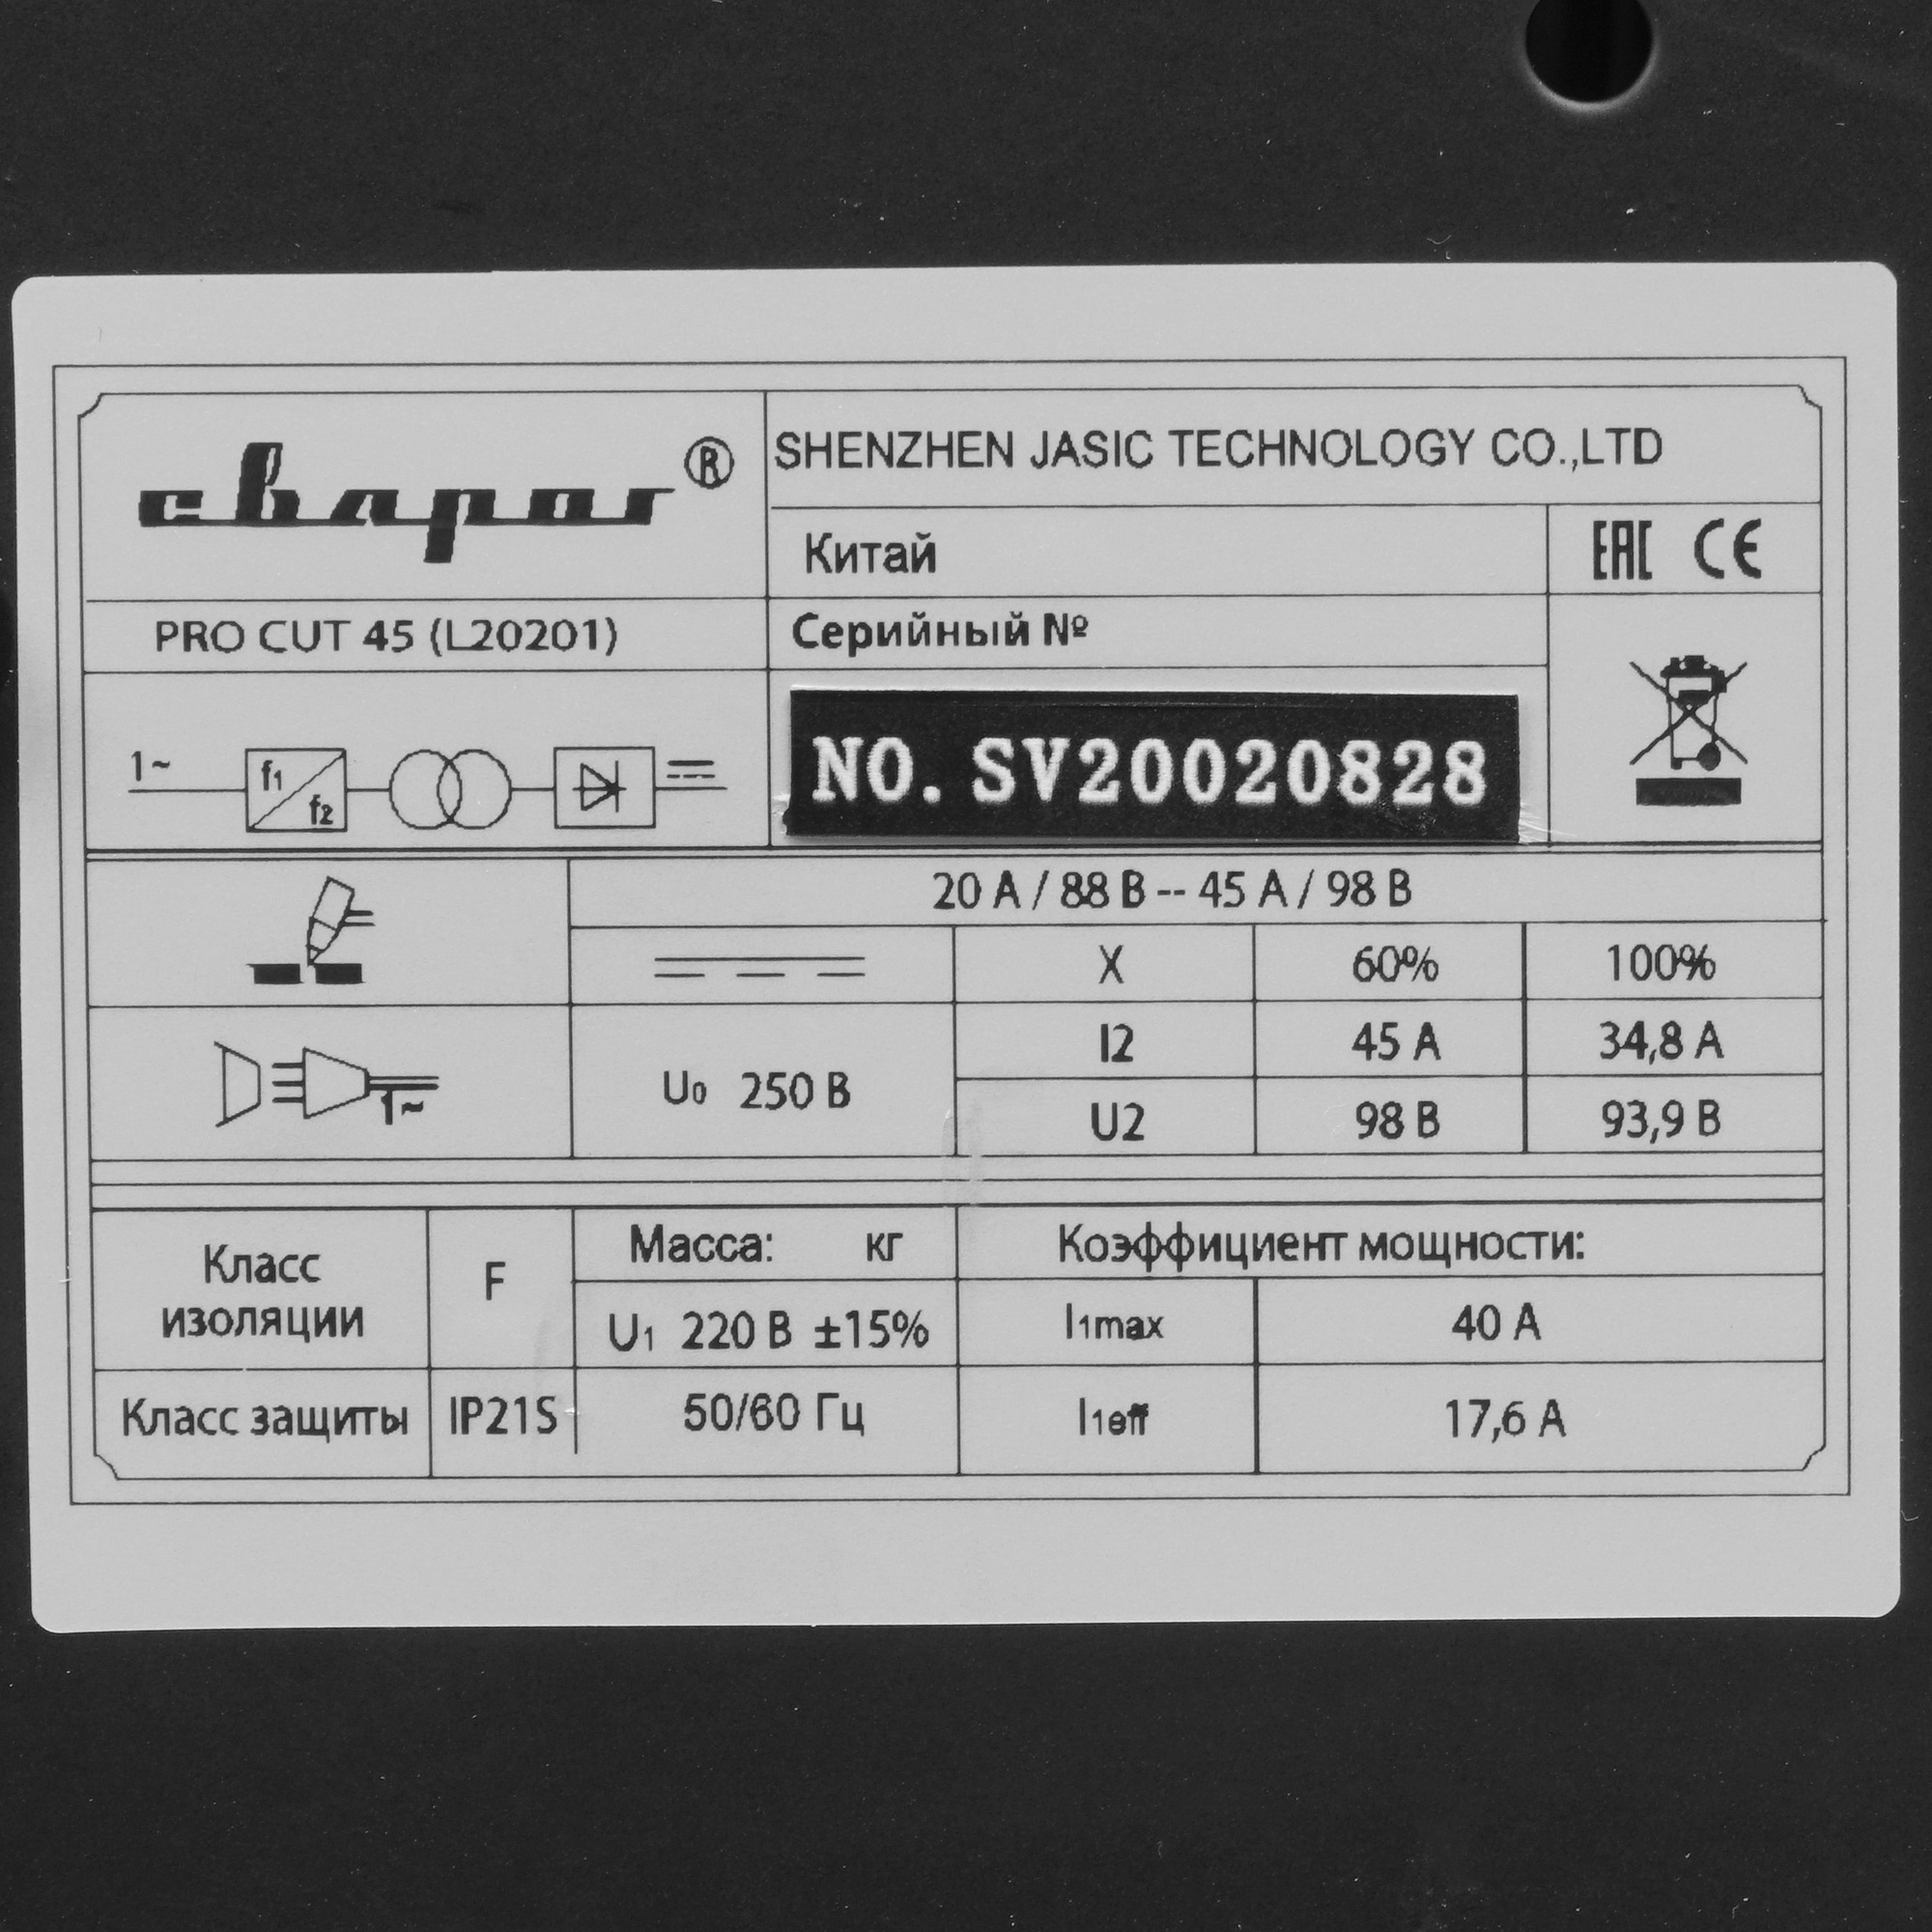 сварог®
SHENZHEN JASIC TECHNOLOGY CO.,LTD
Китай
EAC CE
PRO CUT 45 (L20201)
Серийный №
1~ f1 f2
NO. SV20020828
20 А / 88 В -- 45 А / 98 В
X 60% 100%
I2 45 А 34,8 А
U0 250 В
1~
U2 98 В 93,9 В
Класс изоляции F
Масса: кг
Коэффициент мощности:
U1 220 В ±15%
I1max 40 А
Класс защиты IP21S
50/60 Гц
I1eff 17,6 А